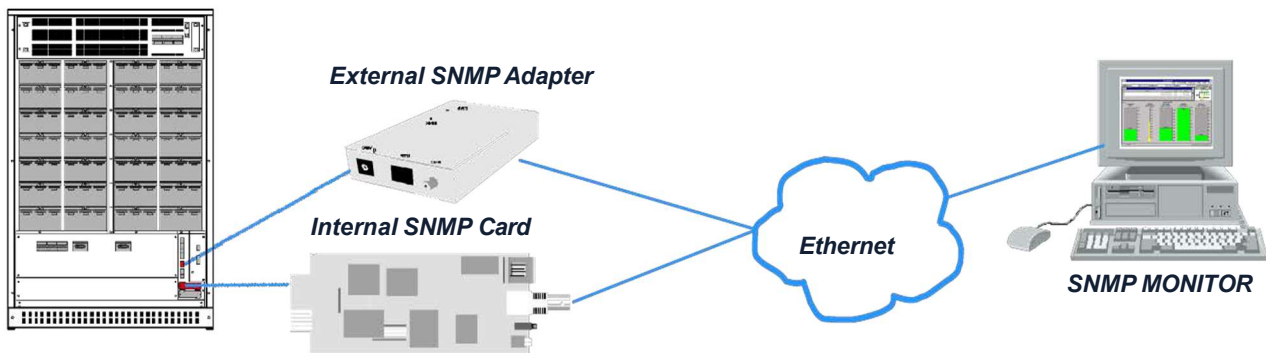 External SNMP Adapter
Internal SNMP Card
Ethernet
SNMP MONITOR